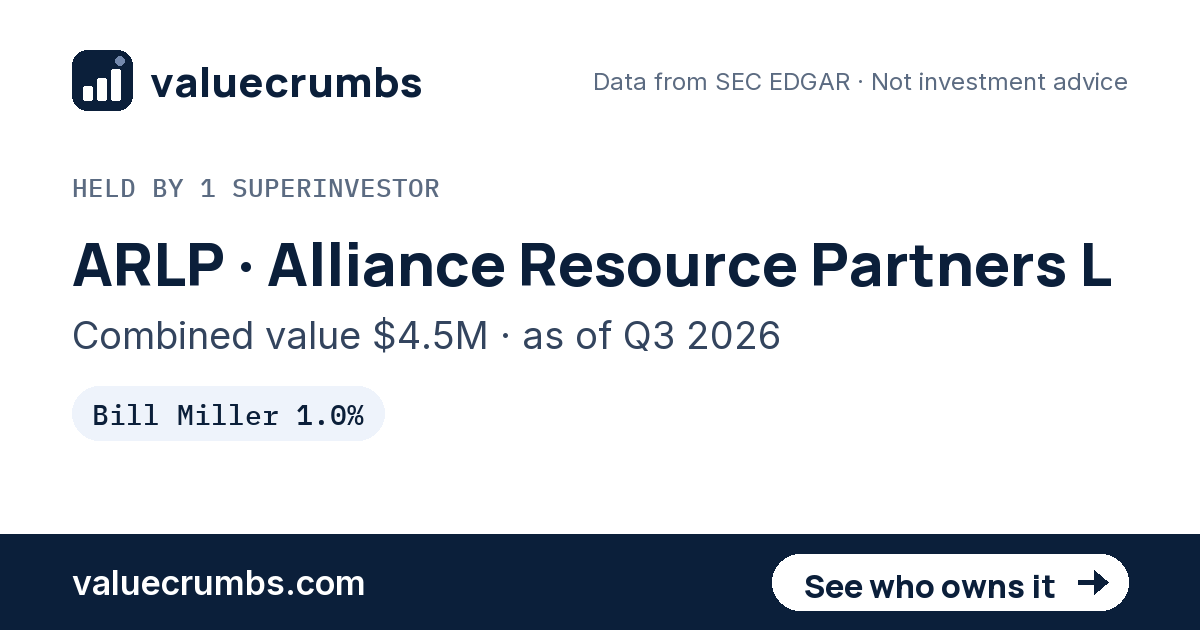 valuecrumbs
Data from SEC EDGAR · Not investment advice
HELD BY 1 SUPERINVESTOR
ARLP · Alliance Resource Partners L
Combined value $4.5M · as of Q3 2026
Bill Miller 1.0%
valuecrumbs.com
See who owns it →